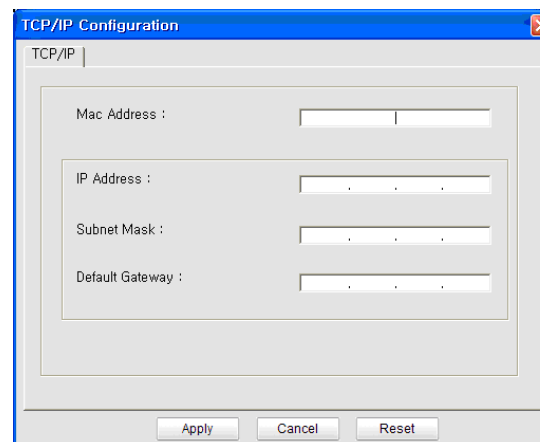 TCP/IP Configuration
TCP/IP
Mac Address :
IP Address :
. . .
Subnet Mask :
. . .
Default Gateway :
. . .
Apply Cancel Reset